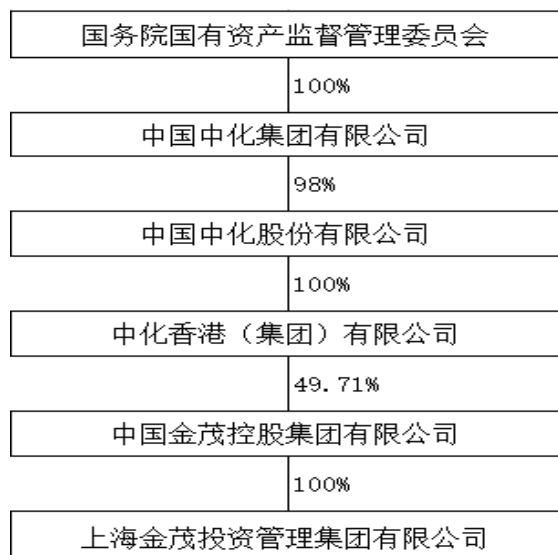 国务院国有资产监督管理委员会
100%
中国中化集团有限公司
98%
中国中化股份有限公司
100%
中化香港（集团）有限公司
49.71%
中国金茂控股集团有限公司
100%
上海金茂投资管理集团有限公司